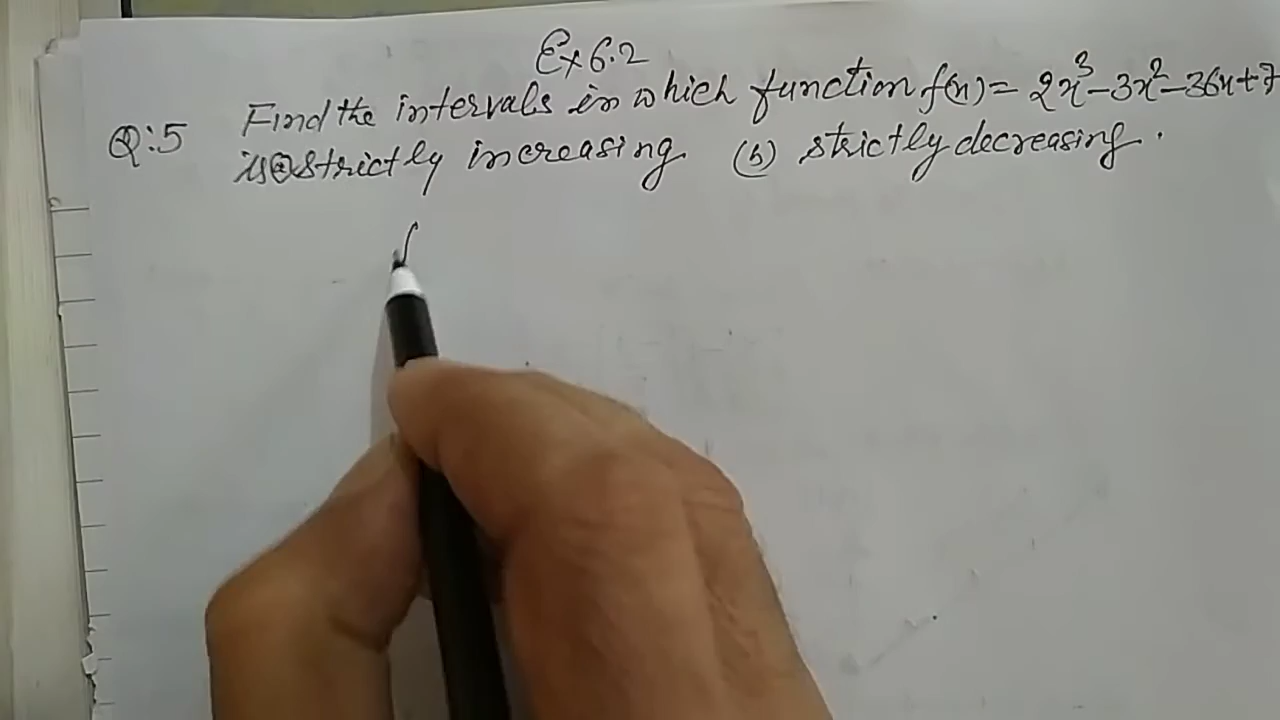 Ex 6.2
Q:5 Find the intervals in which function f(x) = 2x³ - 3x² - 36x + 7
is (a) strictly increasing (b) strictly decreasing.
f